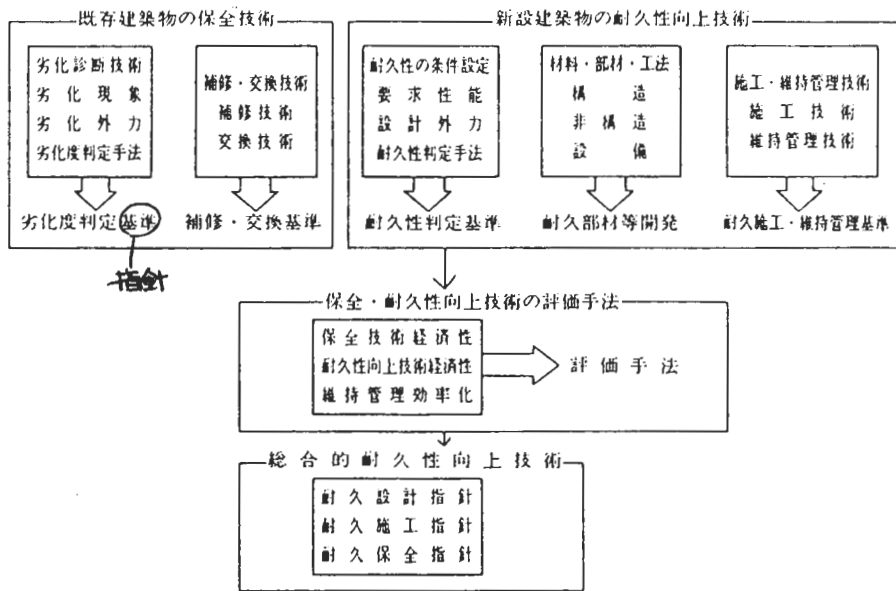 既存建築物の保全技術
劣化診断技術
劣化現象
劣化外力
劣化度判定手法
補修・交換技術
補修技術
交換技術
劣化度判定基準
補修・交換基準
指針
新設建築物の耐久性向上技術
耐久性の条件設定
要求性能
設計外力
耐久性判定手法
材料・部材・工法
構造
非構造
設備
施工・維持管理技術
施工技術
維持管理技術
耐久性判定基準
耐久部材等開発
耐久施工・維持管理基準
保全・耐久性向上技術の評価手法
保全技術経済性
耐久性向上技術経済性
維持管理効率化
評価手法
総合的耐久性向上技術
耐久設計指針
耐久施工指針
耐久保全指針